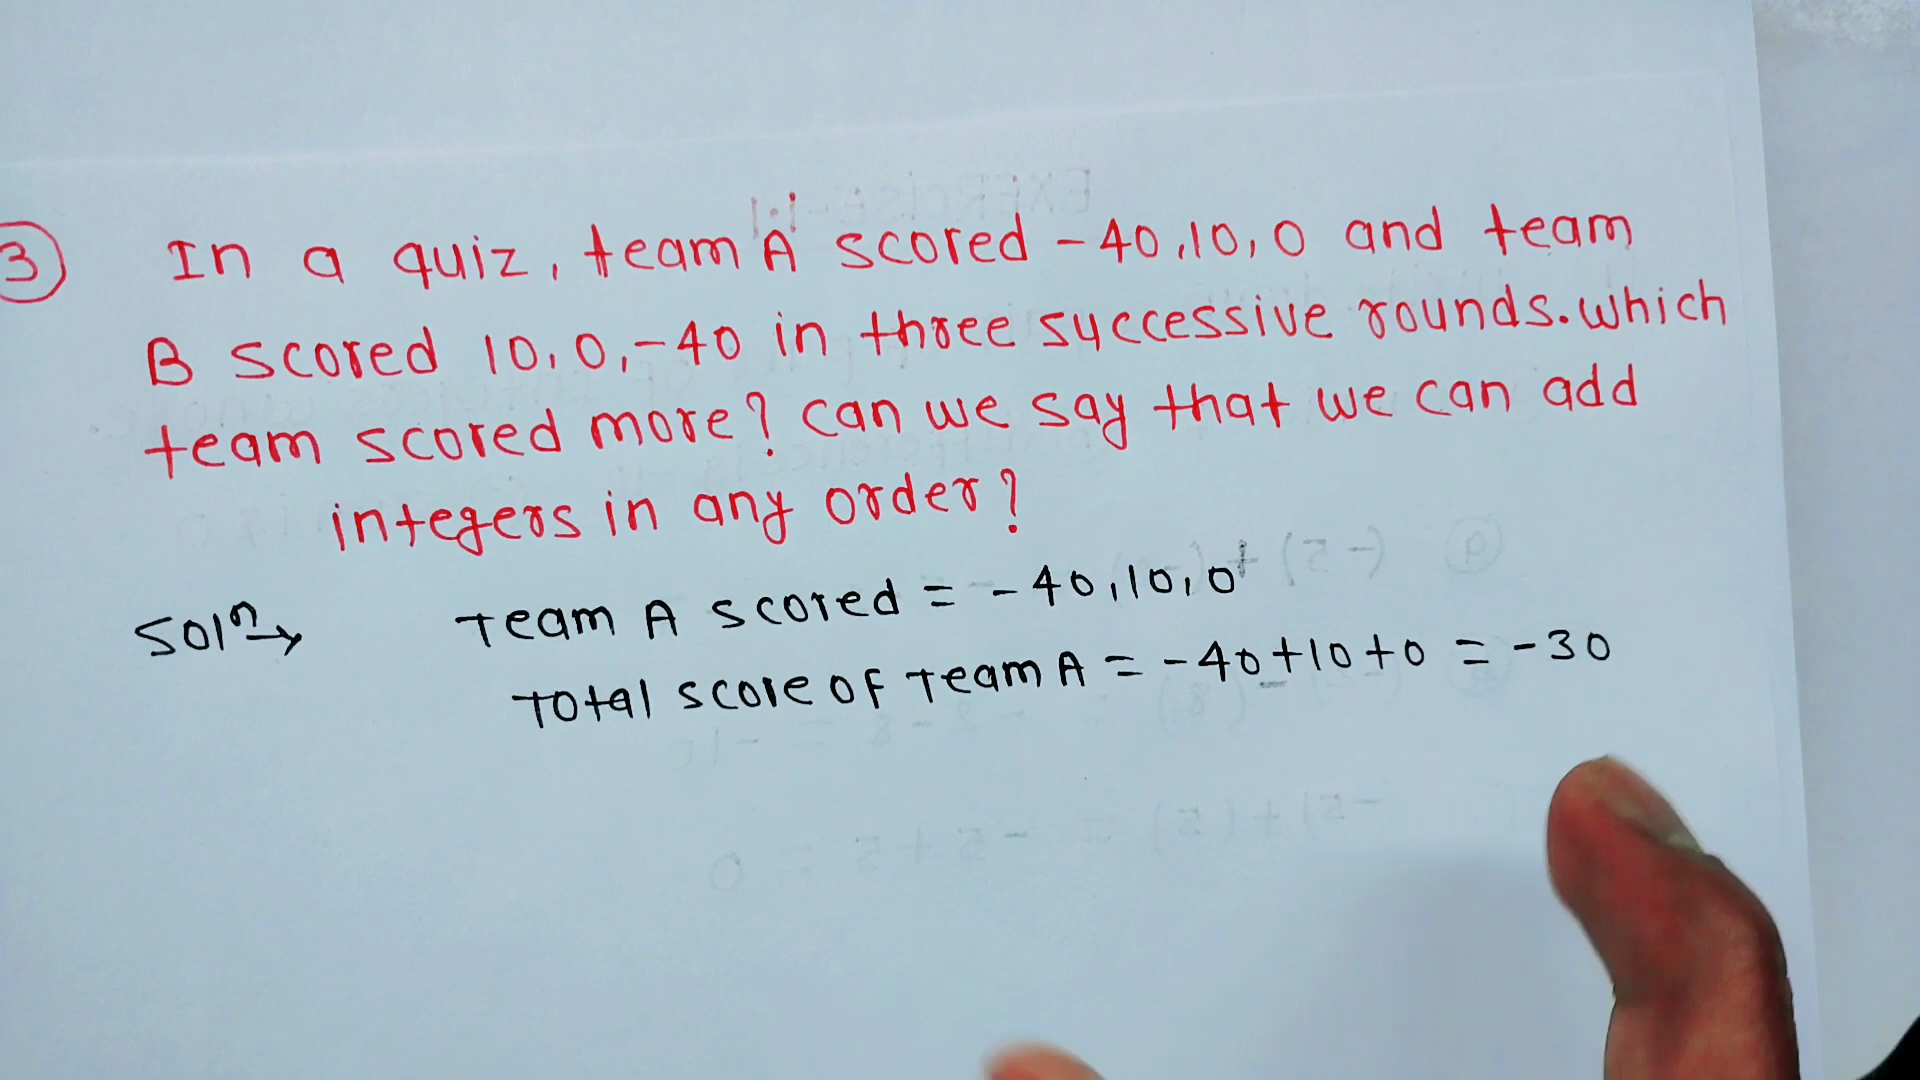 3 In a quiz, team A scored -40,10,0 and team
B scored 10,0,-40 in three successive rounds. which
team scored more? can we say that we can add
integers in any order?
Soln→ Team A scored = -40,10,0
Total score of Team A = -40+10+0 = -30